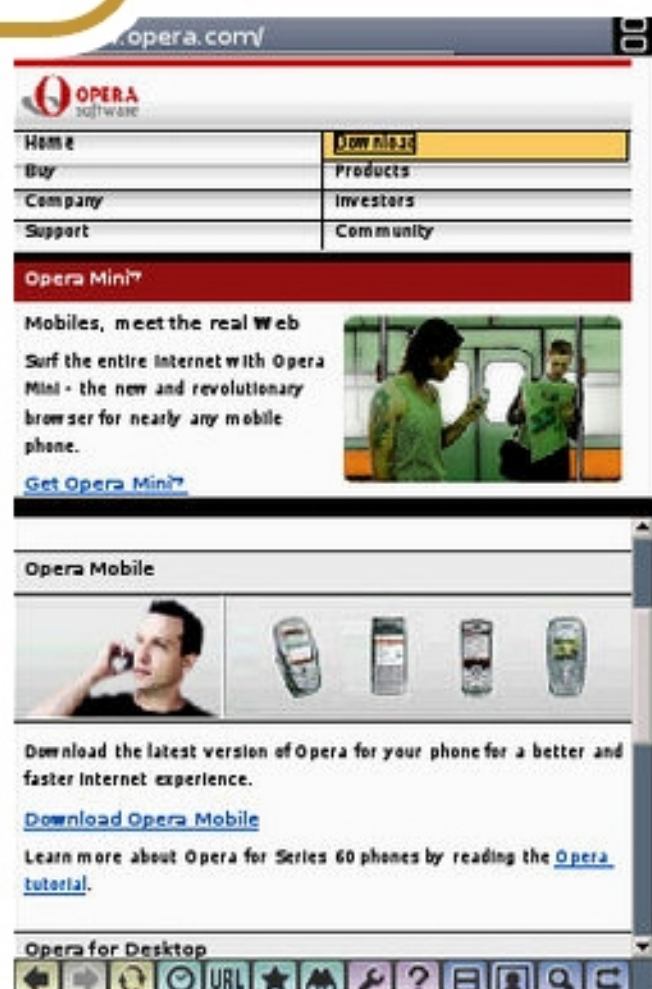 .opera.com/
OPERA
software
Home
Download
Buy
Products
Company
Investors
Support
Community
Opera Mini™
Mobiles, meet the real Web
Surf the entire Internet with Opera
Mini - the new and revolutionary
browser for nearly any mobile
phone.
Get Opera Mini™
Opera Mobile
Download the latest version of Opera for your phone for a better and
faster Internet experience.
Download Opera Mobile
Learn more about Opera for Series 60 phones by reading the Opera
tutorial.
Opera for Desktop
URL
?